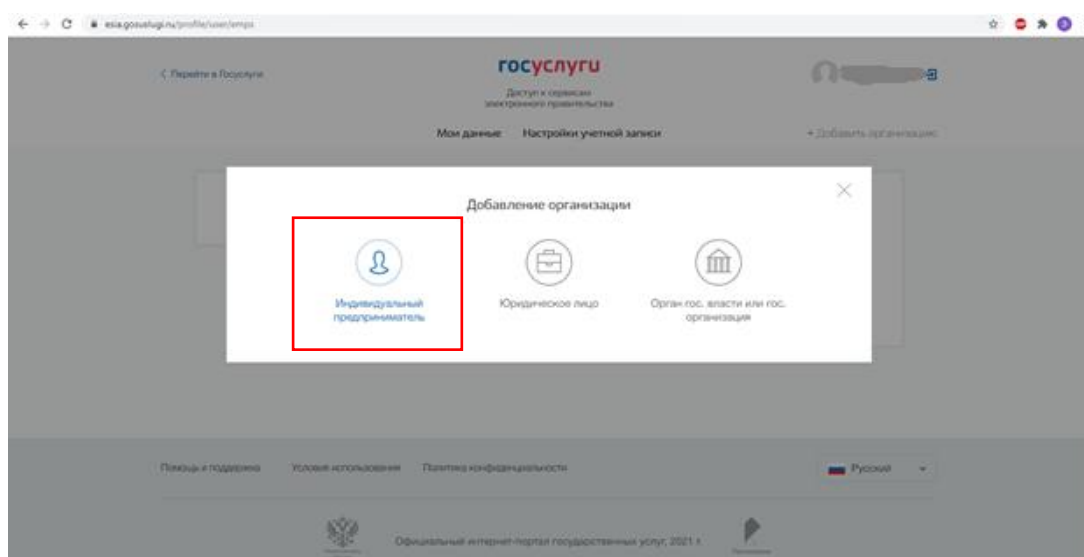 esia.gosuslugi.ru/profile/user/emps
Перейти в Госуслуги
госуслуги
Доступ к сервисам
электронного правительства
Мои данные Настройки учетной записи + Добавить организацию
Добавление организации
Индивидуальный
предприниматель
Юридическое лицо
Орган гос. власти или гос.
организация
Помощь и поддержка Условия использования Политика конфиденциальности Русский
Официальный интернет-портал государственных услуг, 2021 г.